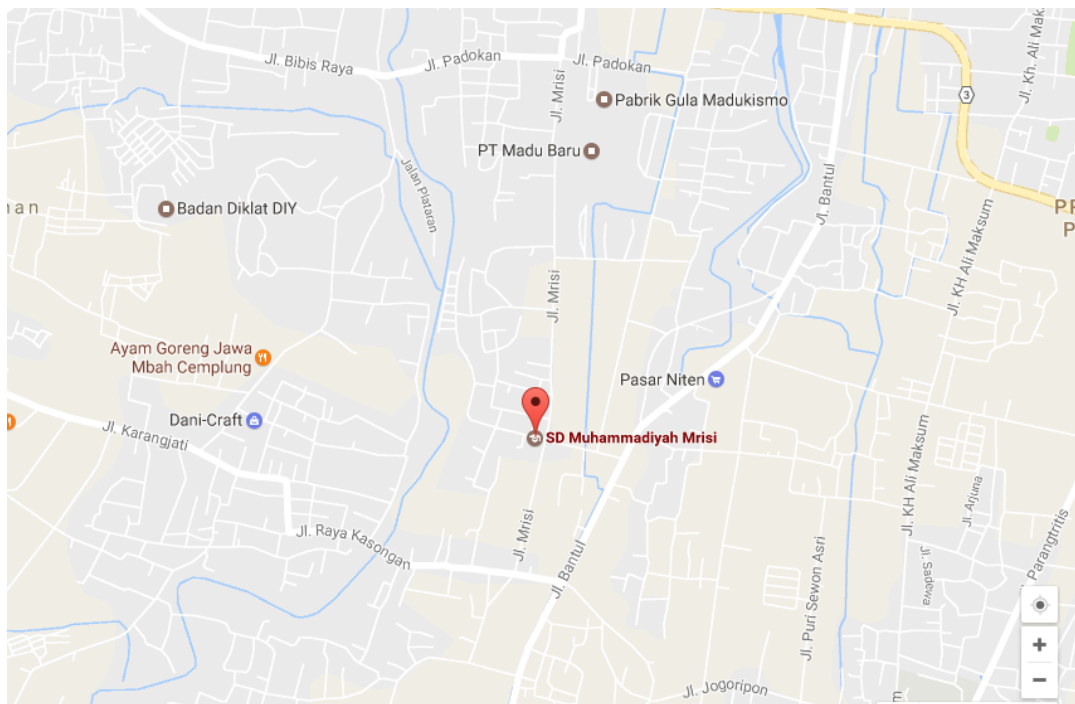 Jl. Bibis Raya
Jl. Padokan
Jl. Padokan
Jl. Mrisi
Pabrik Gula Madukismo
3
Jl. Kh. Ali Mak
PT Madu Baru
Jalan Plataran
Jl. Bantul
Badan Diklat DIY
an
Jl. KH Ali Maksum
Jl. Mrisi
Ayam Goreng Jawa
Mbah Cemplung
Pasar Niten
Dani-Craft
Jl. Karangjati
SD Muhammadiyah Mrisi
Jl. KH Ali Maksum
Jl. Arjuna
Jl. Mrisi
Jl. Raya Kasongan
Jl. Bantul
Jl. Puri Sewon Asri
Jl. Sadewa
Parangtritis
+
−
Jl. Jogoripon